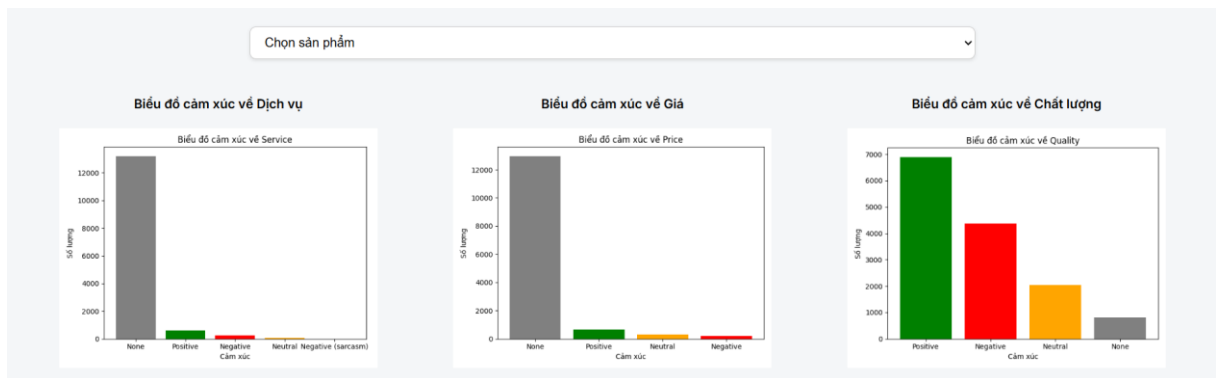 Chọn sản phẩm
Biểu đồ cảm xúc về Dịch vụ
Biểu đồ cảm xúc về Service
Số lượng
12000
10000
8000
6000
4000
2000
0
None Positive Negative Neutral Negative (sarcasm)
Cảm xúc
Biểu đồ cảm xúc về Giá
Biểu đồ cảm xúc về Price
Số lượng
12000
10000
8000
6000
4000
2000
0
None Positive Neutral Negative
Cảm xúc
Biểu đồ cảm xúc về Chất lượng
Biểu đồ cảm xúc về Quality
Số lượng
7000
6000
5000
4000
3000
2000
1000
0
Positive Negative Neutral None
Cảm xúc